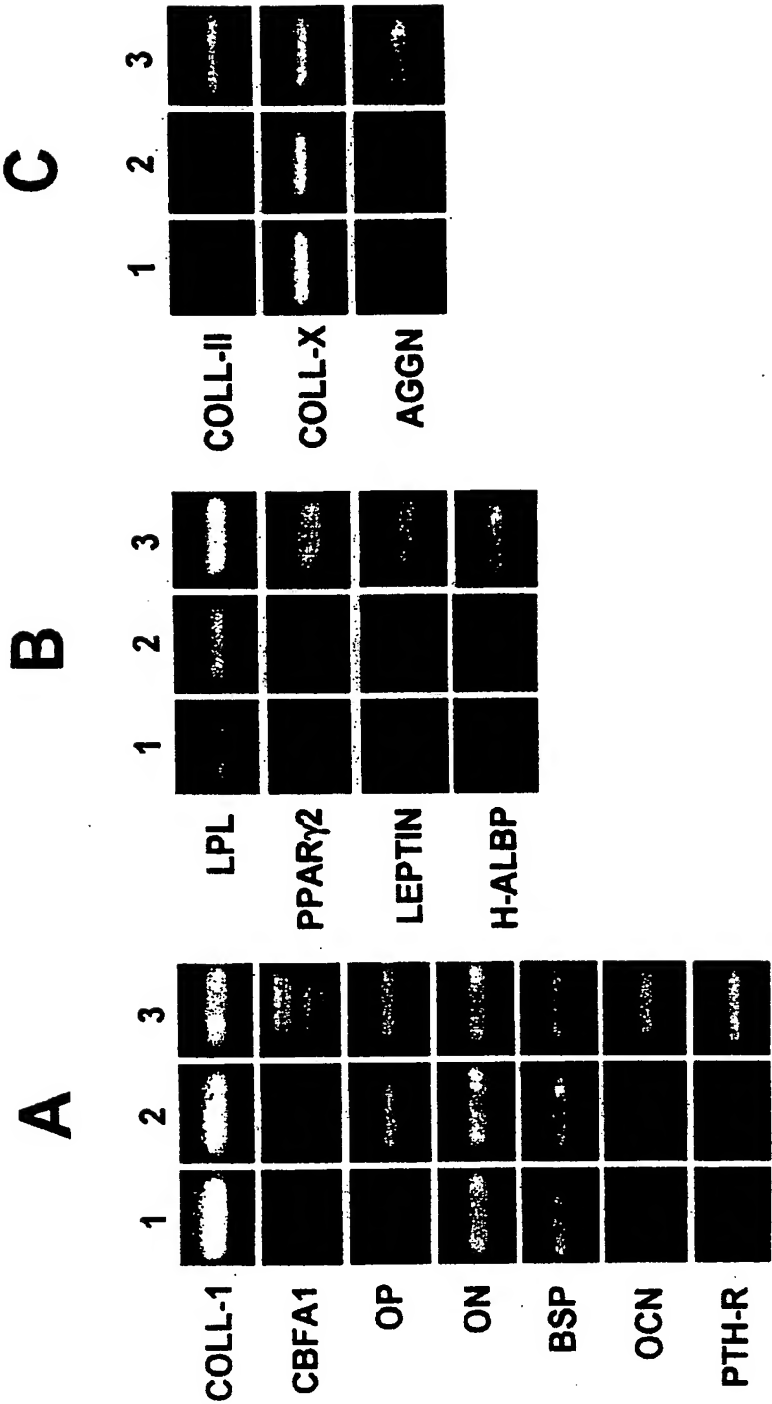 A
1 2 3
COLL-1
CBFA1
OP
ON
BSP
OCN
PTH-R
B
1 2 3
LPL
PPARγ2
LEPTIN
H-ALBP
C
1 2 3
COLL-II
COLL-X
AGGN